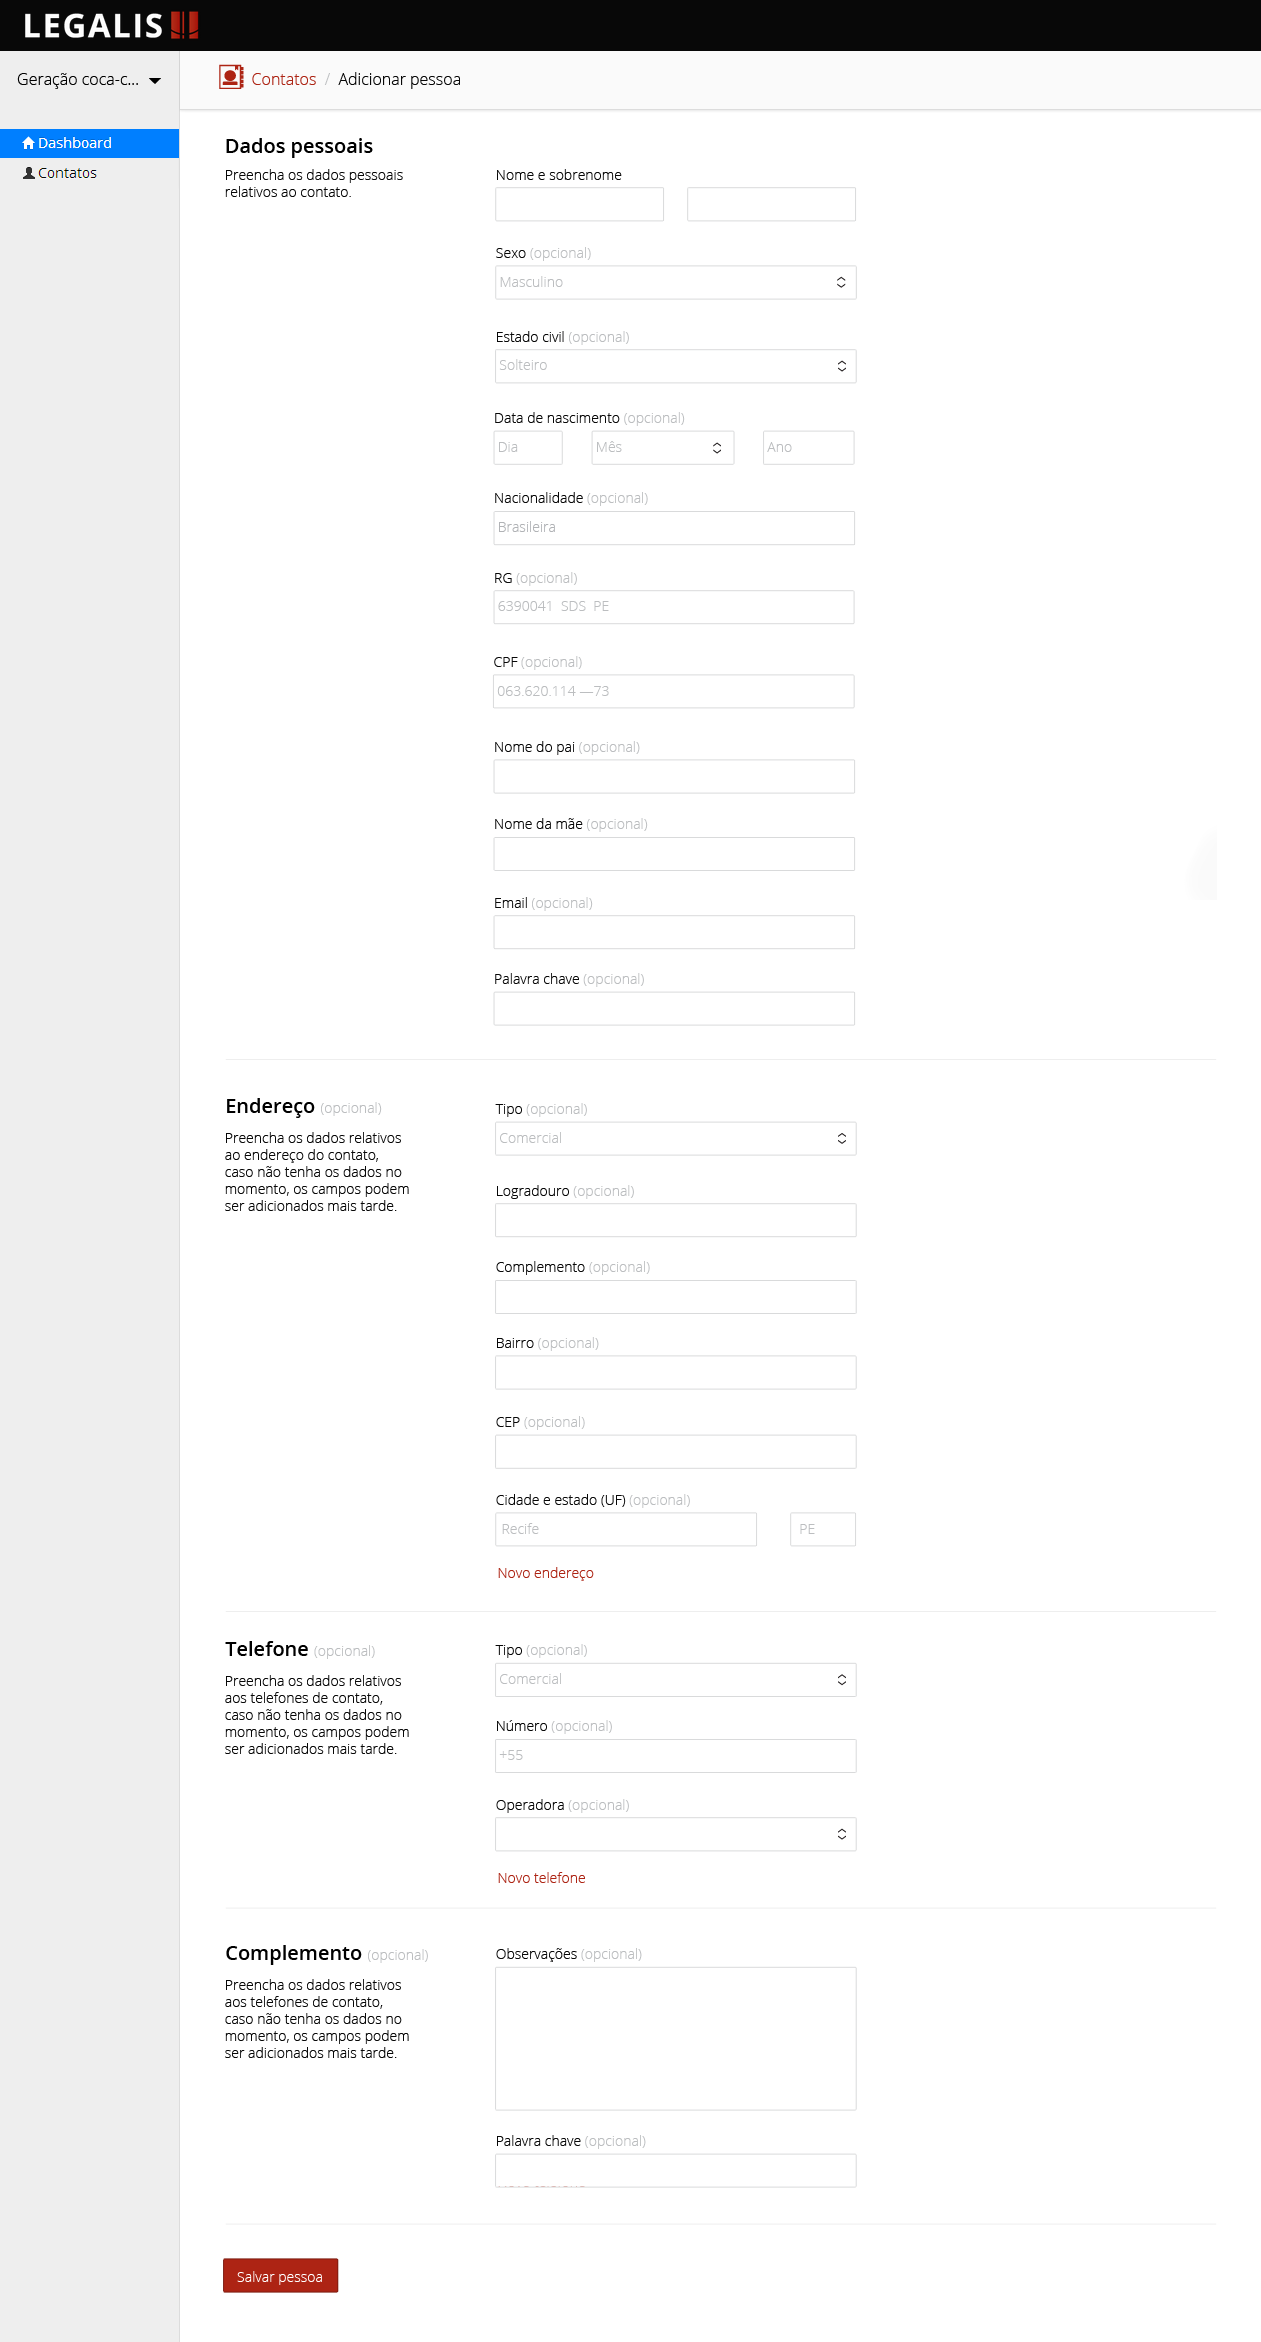 LEGALIS
Geração coca-c...
Contatos / Adicionar pessoa
Dashboard
Contatos
Dados pessoais
Preencha os dados pessoais
relativos ao contato.
Nome e sobrenome
Sexo (opcional)
Masculino
Estado civil (opcional)
Solteiro
Data de nascimento (opcional)
Dia Mês Ano
Nacionalidade (opcional)
Brasileira
RG (opcional)
6390041 SDS PE
CPF (opcional)
063.620.114 —73
Nome do pai (opcional)
Nome da mãe (opcional)
Email (opcional)
Palavra chave (opcional)
Endereço (opcional)
Preencha os dados relativos
ao endereço do contato,
caso não tenha os dados no
momento, os campos podem
ser adicionados mais tarde.
Tipo (opcional)
Comercial
Logradouro (opcional)
Complemento (opcional)
Bairro (opcional)
CEP (opcional)
Cidade e estado (UF) (opcional)
Recife PE
Novo endereço
Telefone (opcional)
Preencha os dados relativos
aos telefones de contato,
caso não tenha os dados no
momento, os campos podem
ser adicionados mais tarde.
Tipo (opcional)
Comercial
Número (opcional)
+55
Operadora (opcional)
Novo telefone
Complemento (opcional)
Preencha os dados relativos
aos telefones de contato,
caso não tenha os dados no
momento, os campos podem
ser adicionados mais tarde.
Observações (opcional)
Palavra chave (opcional)
Salvar pessoa